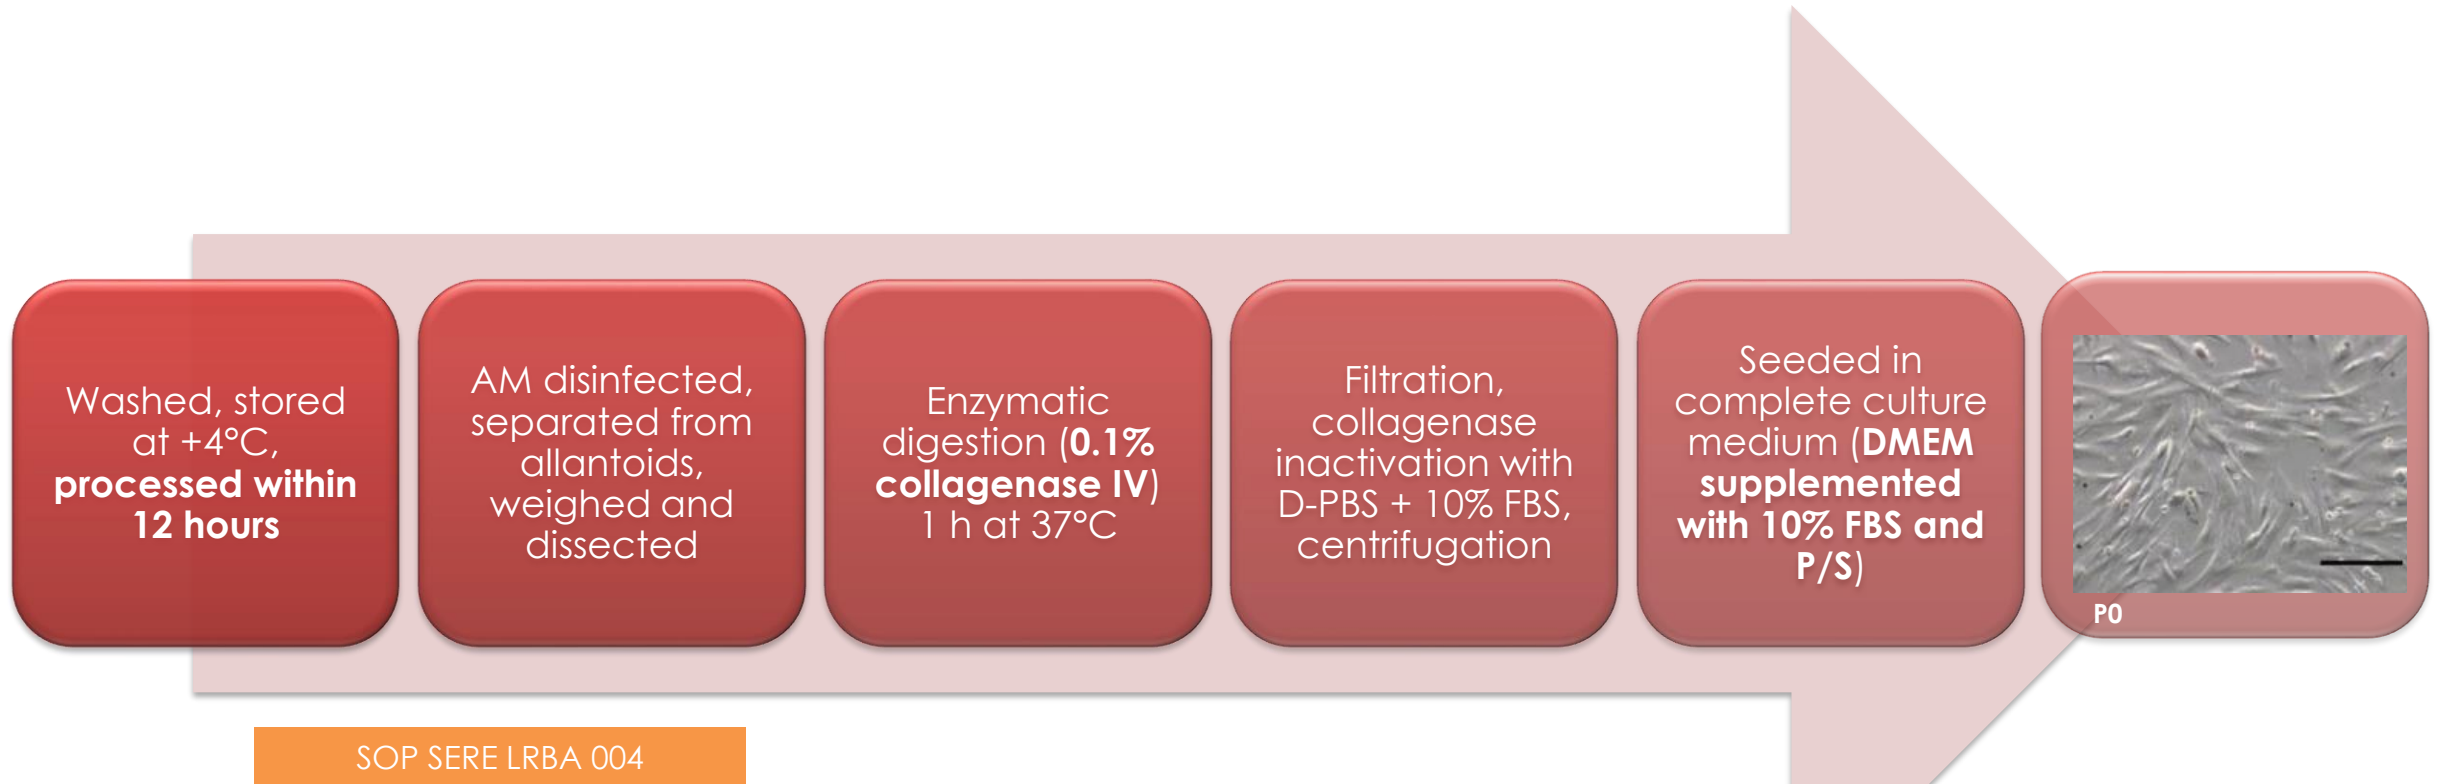 Washed, stored
at +4°C,
processed within
12 hours
AM disinfected,
separated from
allantoids,
weighed and
dissected
Enzymatic
digestion (0.1%
collagenase IV)
1 h at 37°C
Filtration,
collagenase
inactivation with
D-PBS + 10% FBS,
centrifugation
Seeded in
complete culture
medium (DMEM
supplemented
with 10% FBS and
P/S)
P0
SOP SERE LRBA 004